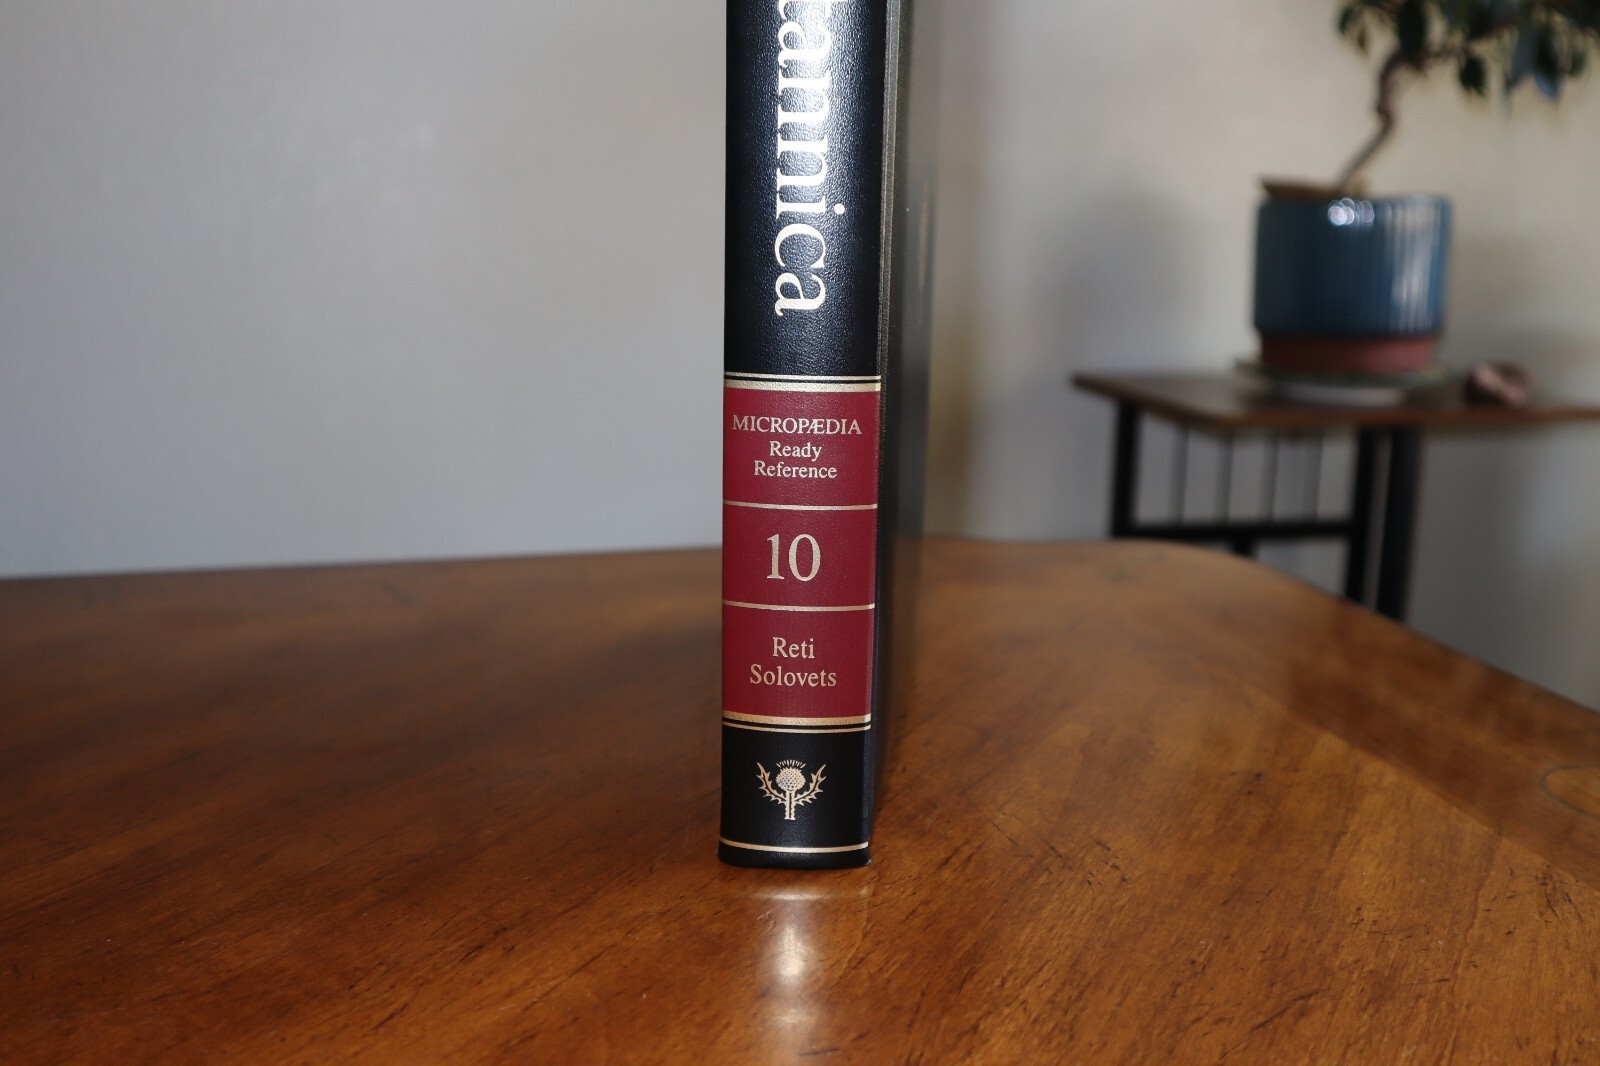 tannica
MICROPÆDIA
Ready
Reference
10
Reti
Solovets